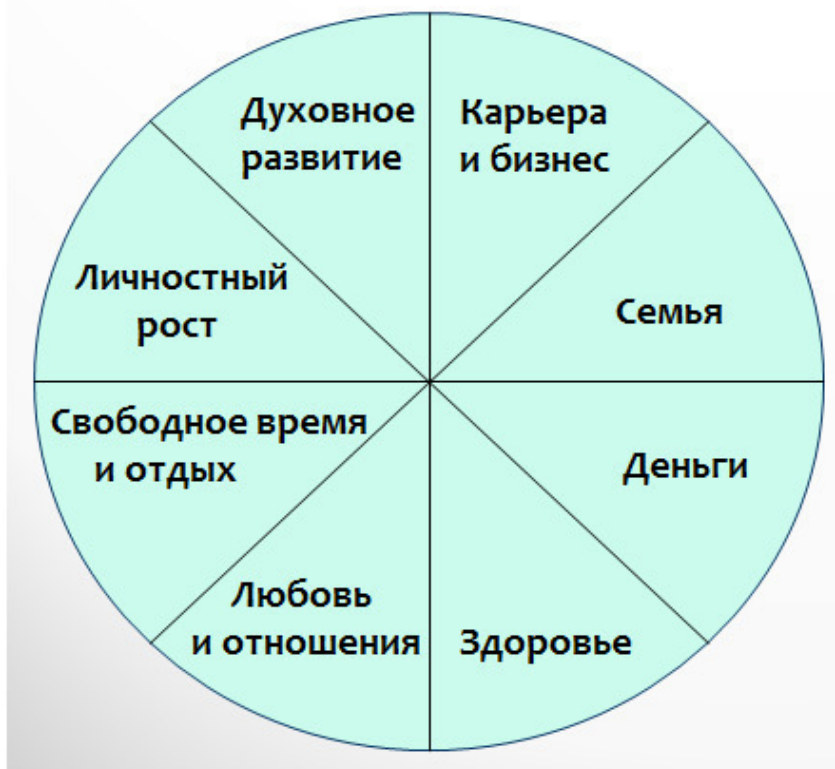 Духовное
развитие
Карьера
и бизнес
Личностный
рост
Семья
Свободное время
и отдых
Деньги
Любовь
и отношения
Здоровье